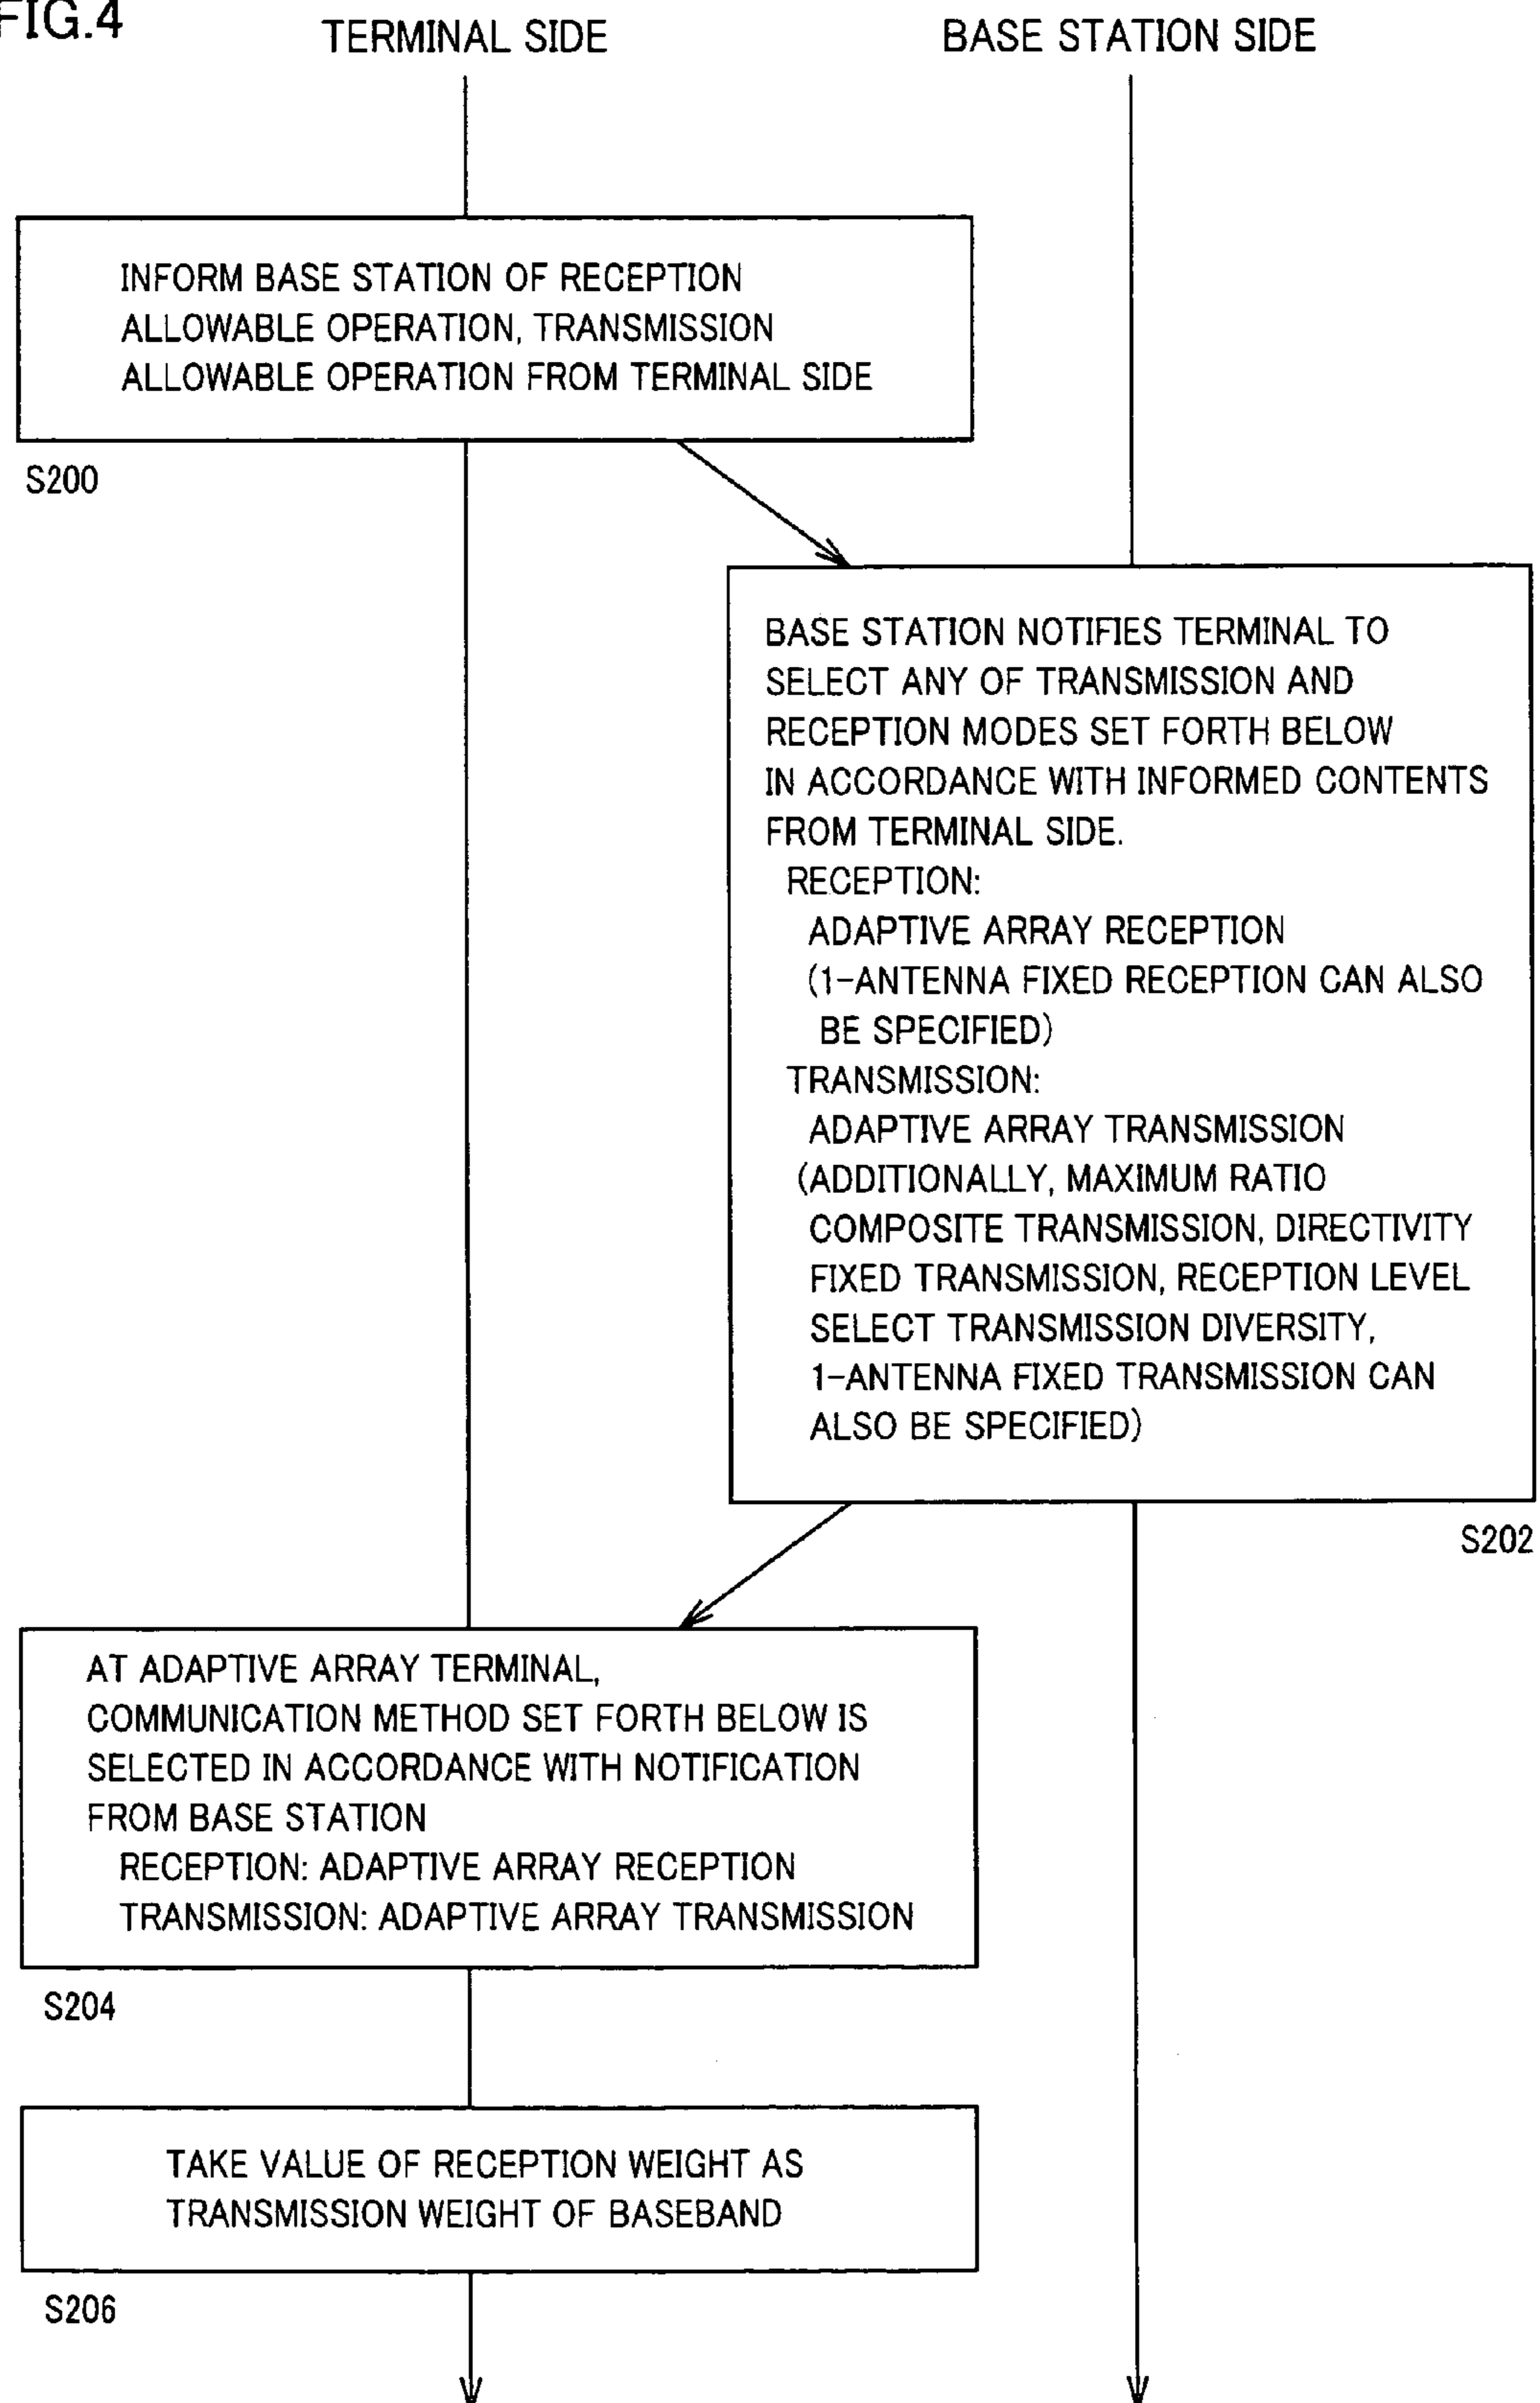 FIG.4
TERMINAL SIDE
BASE STATION SIDE
INFORM BASE STATION OF RECEPTION
ALLOWABLE OPERATION, TRANSMISSION
ALLOWABLE OPERATION FROM TERMINAL SIDE
S200
BASE STATION NOTIFIES TERMINAL TO
SELECT ANY OF TRANSMISSION AND
RECEPTION MODES SET FORTH BELOW
IN ACCORDANCE WITH INFORMED CONTENTS
FROM TERMINAL SIDE.
RECEPTION:
ADAPTIVE ARRAY RECEPTION
(1-ANTENNA FIXED RECEPTION CAN ALSO
BE SPECIFIED)
TRANSMISSION:
ADAPTIVE ARRAY TRANSMISSION
(ADDITIONALLY, MAXIMUM RATIO
COMPOSITE TRANSMISSION, DIRECTIVITY
FIXED TRANSMISSION, RECEPTION LEVEL
SELECT TRANSMISSION DIVERSITY,
1-ANTENNA FIXED TRANSMISSION CAN
ALSO BE SPECIFIED)
S202
AT ADAPTIVE ARRAY TERMINAL,
COMMUNICATION METHOD SET FORTH BELOW IS
SELECTED IN ACCORDANCE WITH NOTIFICATION
FROM BASE STATION
RECEPTION: ADAPTIVE ARRAY RECEPTION
TRANSMISSION: ADAPTIVE ARRAY TRANSMISSION
S204
TAKE VALUE OF RECEPTION WEIGHT AS
TRANSMISSION WEIGHT OF BASEBAND
S206